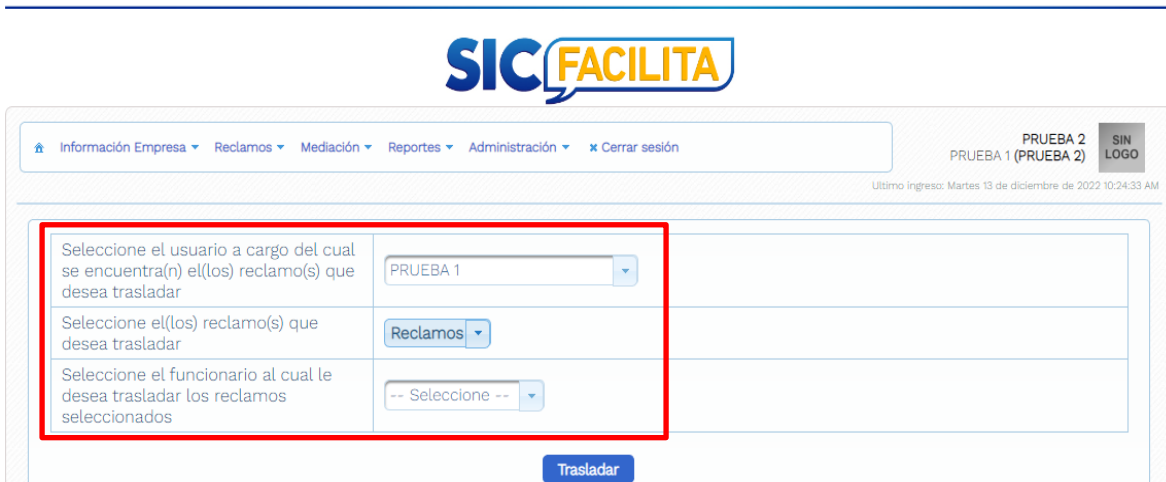 SIC FACILITA
Información Empresa Reclamos Mediación Reportes Administración × Cerrar sesión
PRUEBA 2
PRUEBA 1 (PRUEBA 2)
SIN
LOGO
Ultimo ingreso: Martes 13 de diciembre de 2022 10:24:33 AM
Seleccione el usuario a cargo del cual
se encuentra(n) el(los) reclamo(s) que
desea trasladar
PRUEBA 1
Seleccione el(los) reclamo(s) que
desea trasladar
Reclamos
Seleccione el funcionario al cual le
desea trasladar los reclamos
seleccionados
-- Seleccione --
Trasladar